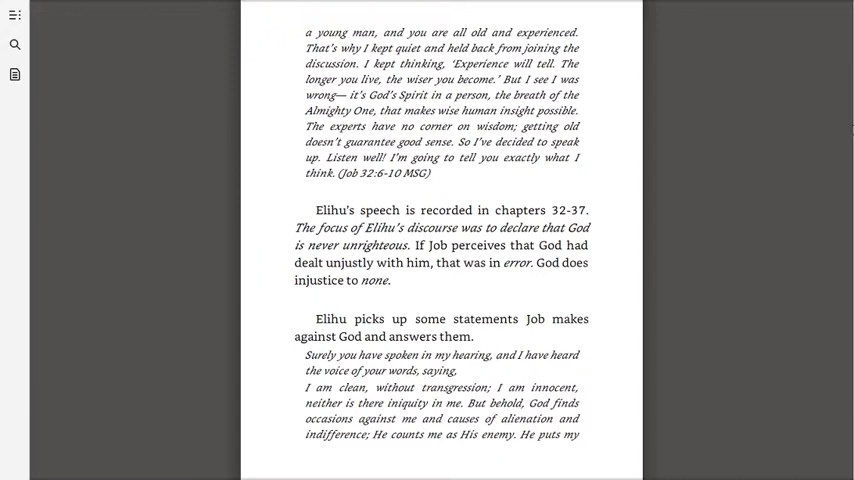 a young man, and you are all old and experienced.
That's why I kept quiet and held back from joining the
discussion. I kept thinking, ‘Experience will tell. The
longer you live, the wiser you become.’ But I see I was
wrong— it's God's Spirit in a person, the breath of the
Almighty One, that makes wise human insight possible.
The experts have no corner on wisdom; getting old
doesn't guarantee good sense. So I've decided to speak
up. Listen well! I'm going to tell you exactly what I
think. (Job 32:6-10 MSG)
Elihu's speech is recorded in chapters 32-37.
The focus of Elihu's discourse was to declare that God
is never unrighteous. If Job perceives that God had
dealt unjustly with him, that was in error. God does
injustice to none.
Elihu picks up some statements Job makes
against God and answers them.
Surely you have spoken in my hearing, and I have heard
the voice of your words, saying,
I am clean, without transgression; I am innocent,
neither is there iniquity in me. But behold, God finds
occasions against me and causes of alienation and
indifference; He counts me as His enemy. He puts my